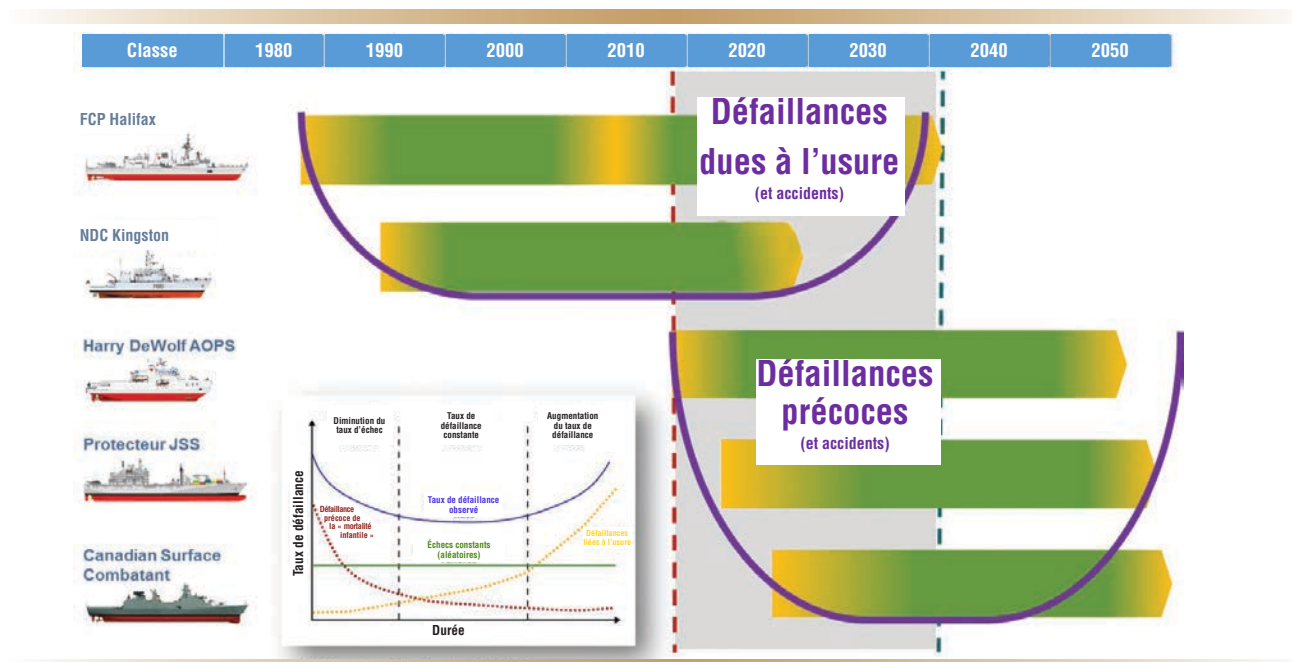 Classe 1980 1990 2000 2010 2020 2030 2040 2050
FCP Halifax
Défaillances
dues à l’usure
(et accidents)
NDC Kingston
Harry DeWolf AOPS
Défaillances
précoces
(et accidents)
Protecteur JSS
Canadian Surface
Combatant
Taux de défaillance
Diminution du
taux d'échec
Taux de
défaillance
constante
Augmentation
du taux de
défaillance
Défaillance
précoce de
la « mortalité
infantile »
Taux de défaillance
observé
Échecs constants
(aléatoires)
Défaillances
liées à l'usure
Durée